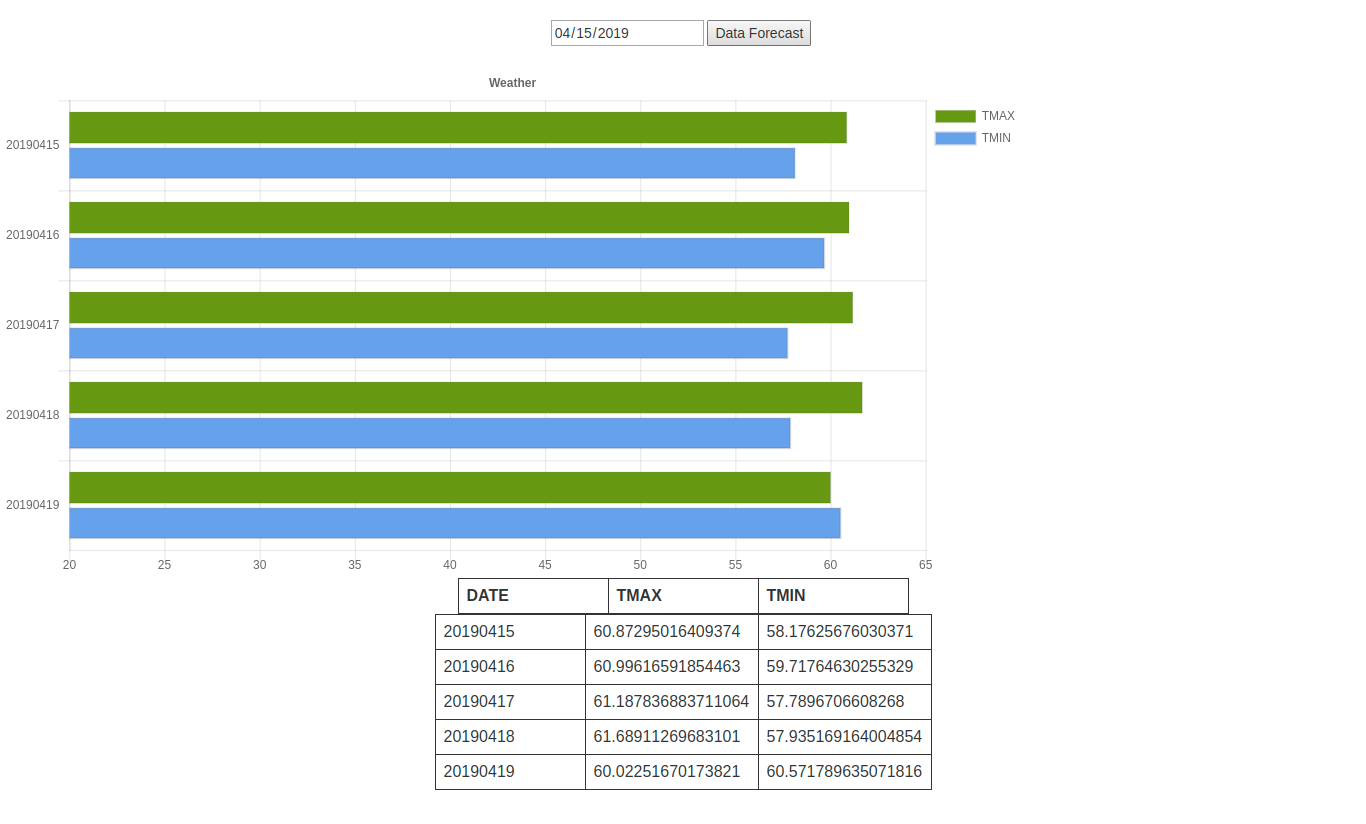 04/15/2019 Data Forecast
Weather
TMAX
TMIN
20190415
20190416
20190417
20190418
20190419
20 25 30 35 40 45 50 55 60 65
DATE TMAX TMIN
20190415 60.87295016409374 58.17625676030371
20190416 60.99616591854463 59.71764630255329
20190417 61.187836883711064 57.7896706608268
20190418 61.68911269683101 57.935169164004854
20190419 60.02251670173821 60.571789635071816